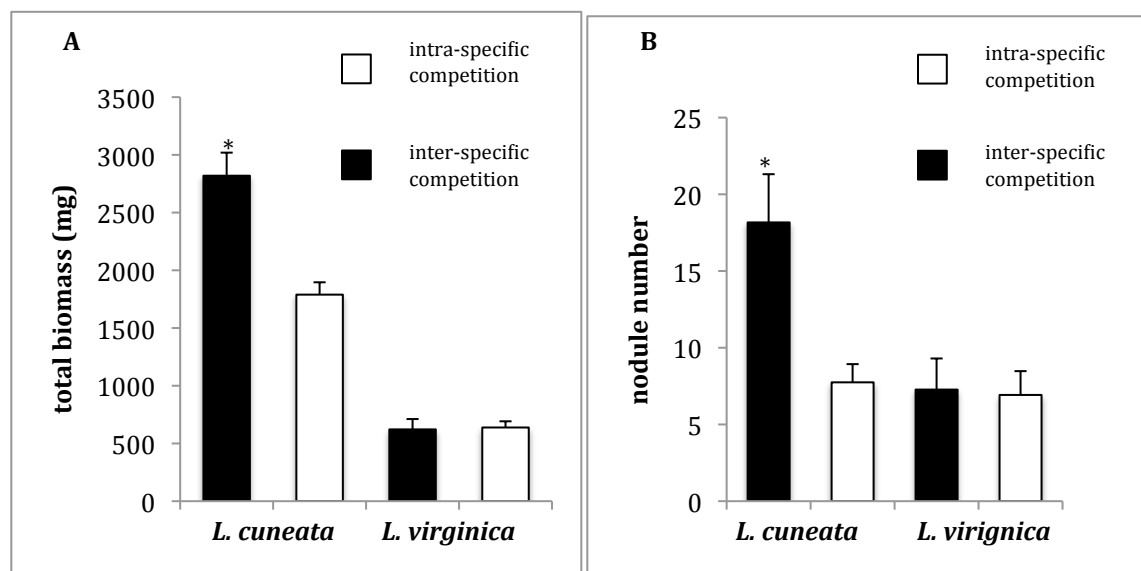 A
intra-specific
competition
inter-specific
competition
total biomass (mg)
3500
3000
2500
2000
1500
1000
500
0
*
L. cuneata
L. virginica
B
intra-specific
competition
inter-specific
competition
nodule number
25
20
15
10
5
0
*
L. cuneata
L. virignica